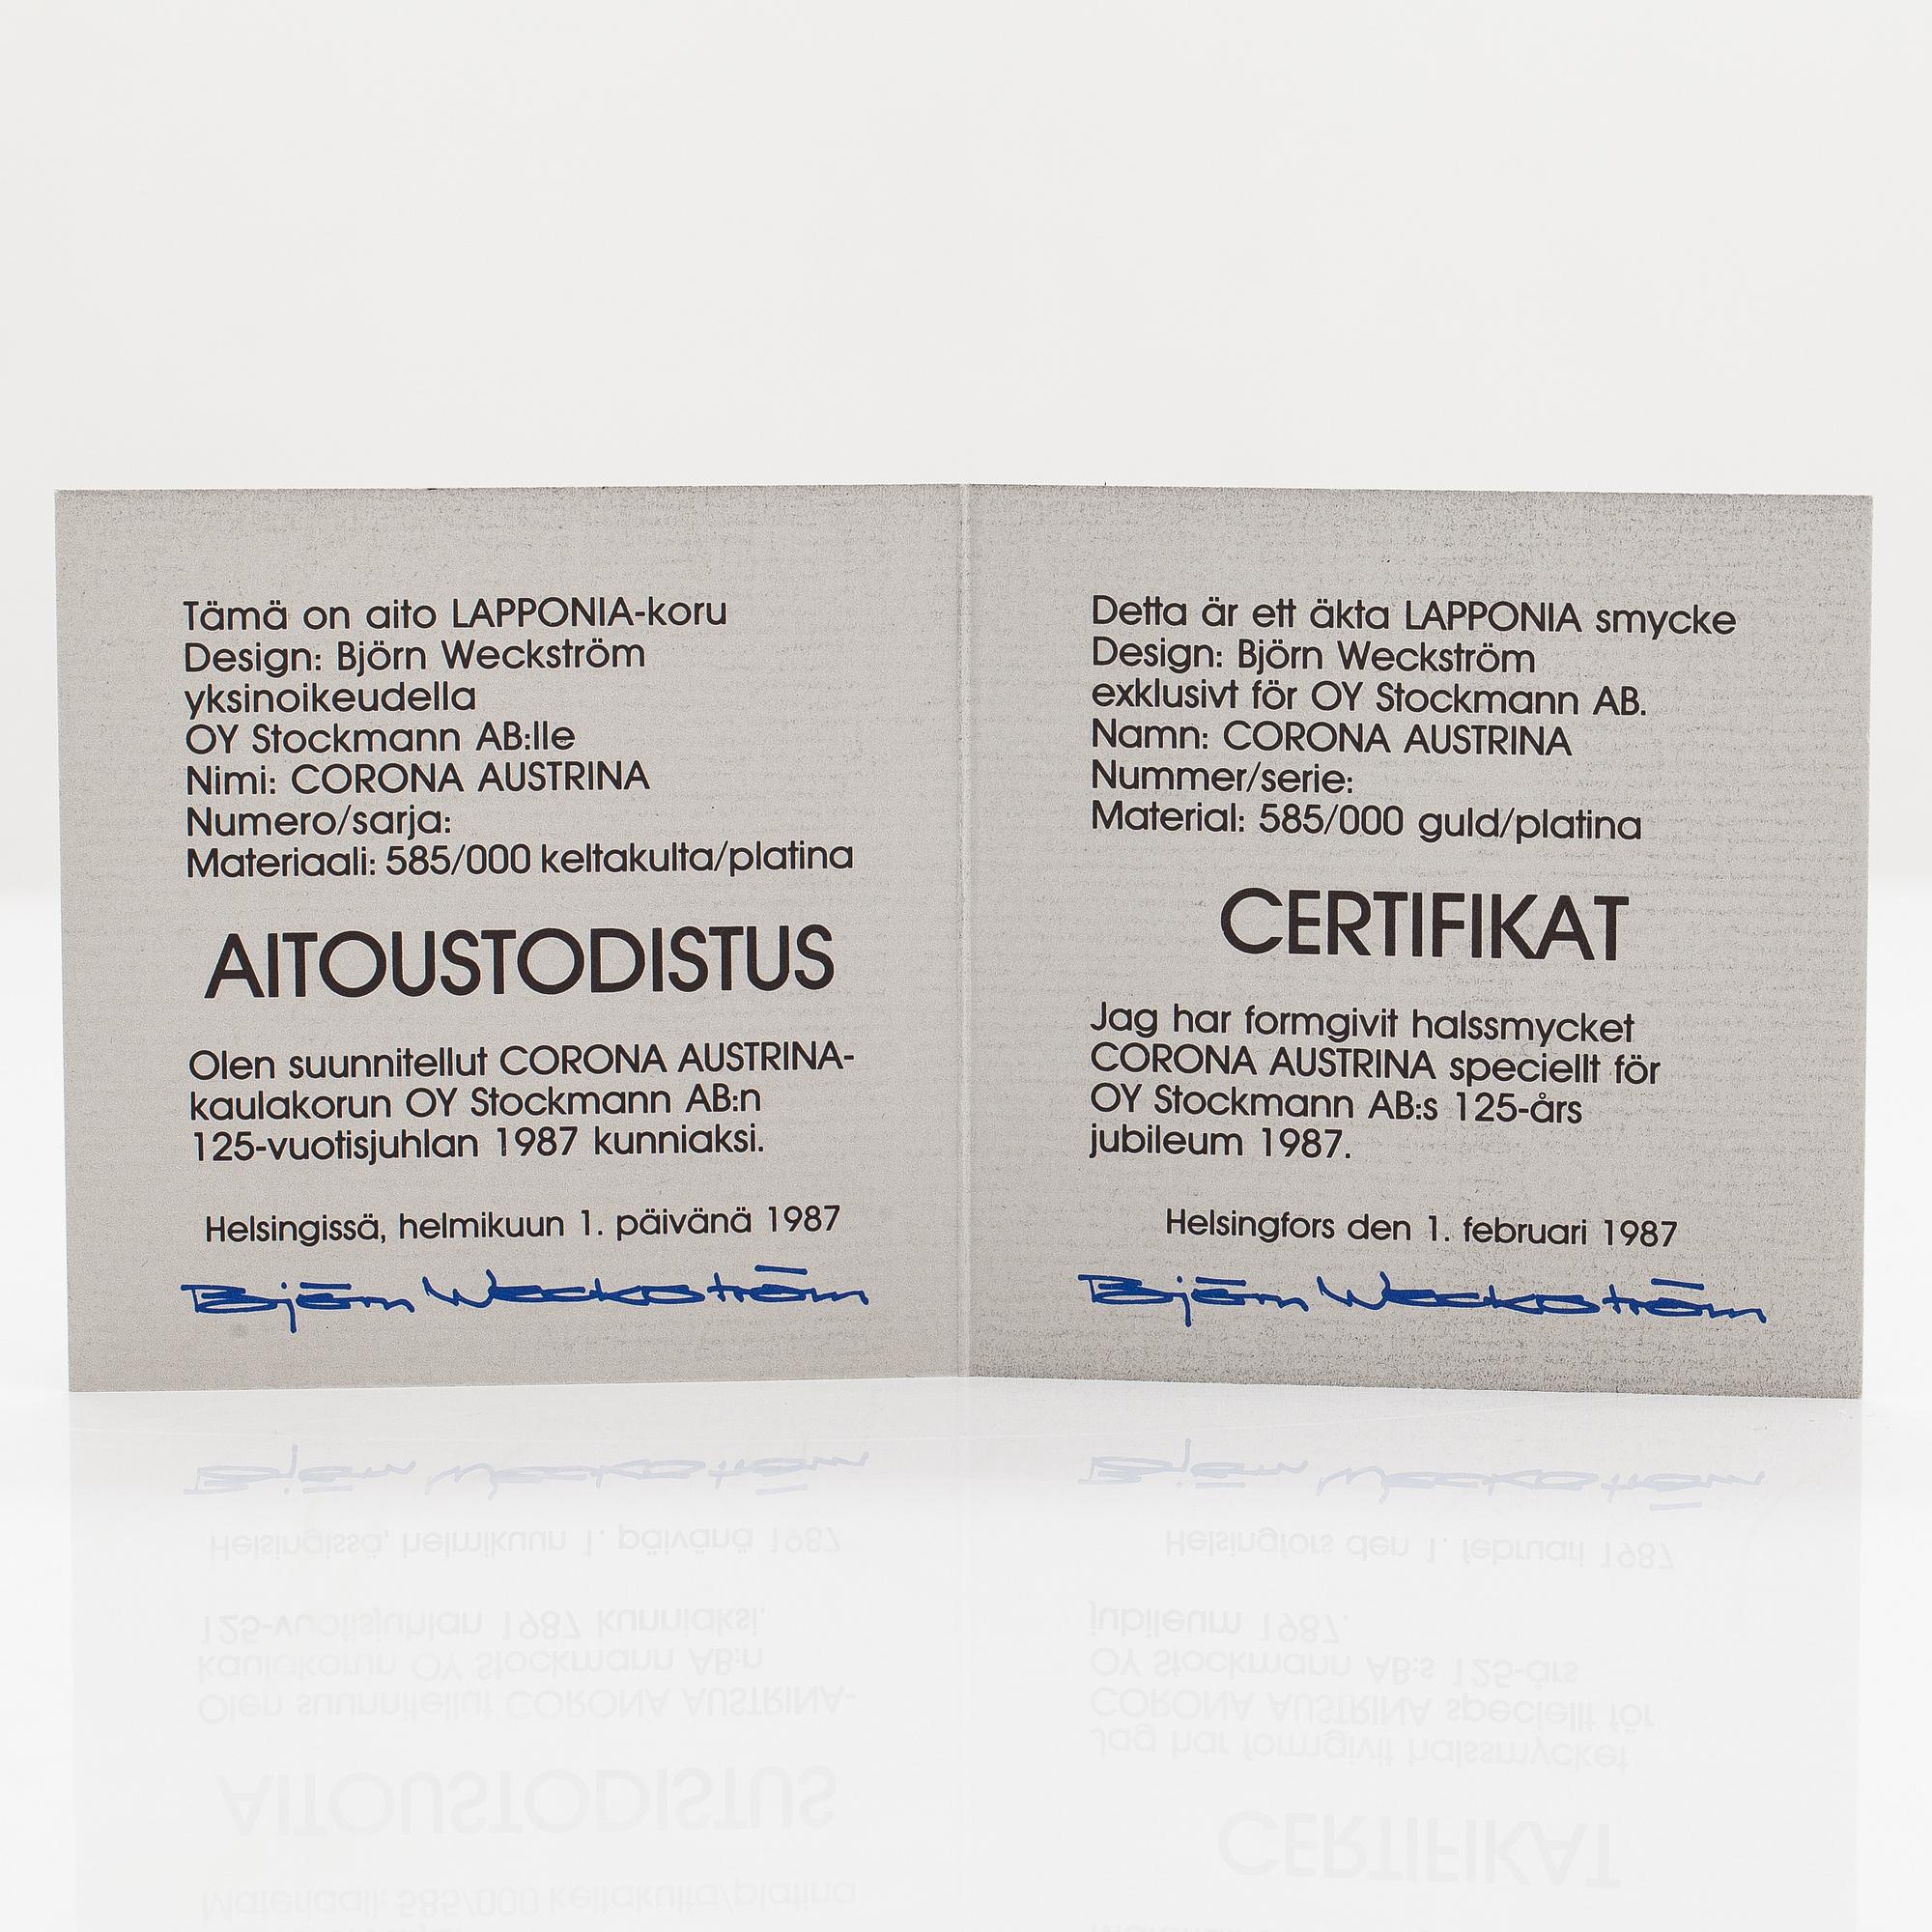 Tämä on aito LAPPONIA-koru
Design: Björn Weckström
yksinoikeudella
OY Stockmann AB:lle
Nimi: CORONA AUSTRINA
Numero/sarja:
Materiaali: 585/000 keltakulta/platina
AITOUSTODISTUS
Olen suunnitellut CORONA AUSTRINA-
kaulakorun OY Stockmann AB:n
125-vuotisjuhlan 1987 kunniaksi.
Helsingissä, helmikuun 1. päivänä 1987
Björn Weckström
Detta är ett äkta LAPPONIA smycke
Design: Björn Weckström
exklusivt för OY Stockmann AB.
Namn: CORONA AUSTRINA
Nummer/serie:
Material: 585/000 guld/platina
CERTIFIKAT
Jag har formgivit halssmycket
CORONA AUSTRINA speciellt för
OY Stockmann AB:s 125-års
jubileum 1987.
Helsingfors den 1. februari 1987
Björn Weckström